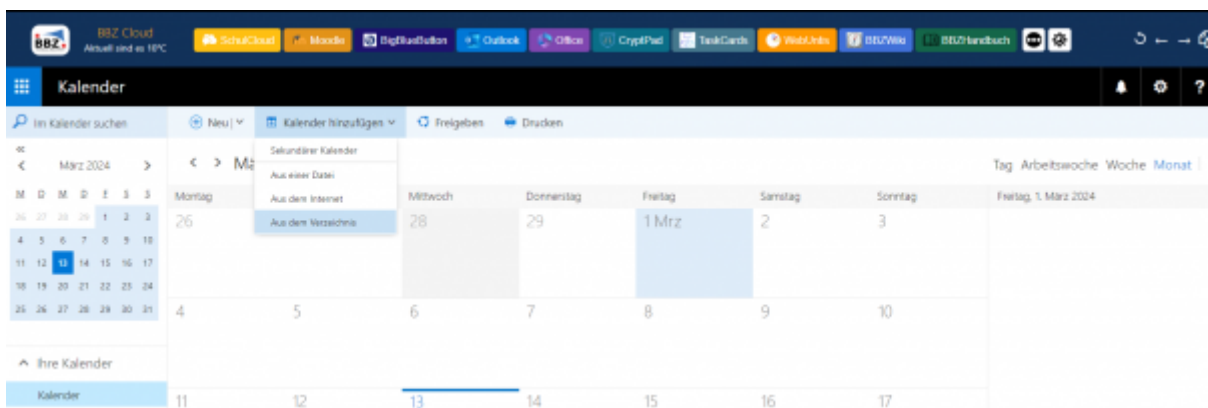 BBZ Cloud
BBZ.
Aktuell sind es 10°C
SchulCloud Moodle BigBlueButton Outlook Office CryptPad TaskCards WebUntis BBZWiki BBZHandbuch
Kalender
?
Im Kalender suchen
Neu Kalender hinzufügen Freigeben Drucken
Sekundärer Kalender
Aus einer Datei
Aus dem Internet
Aus dem Verzeichnis
März 2024
M D M D F S S
26 27 28 29 1 2 3
4 5 6 7 8 9 10
11 12 13 14 15 16 17
18 19 20 21 22 23 24
25 26 27 28 29 30 31
Ihre Kalender
Kalender
Mä
Tag Arbeitswoche Woche Monat
Montag Mittwoch Donnerstag Freitag Samstag Sonntag
Freitag, 1. März 2024
26 28 29 1 Mrz 2 3
4 5 6 7 8 9 10
11 12 13 14 15 16 17